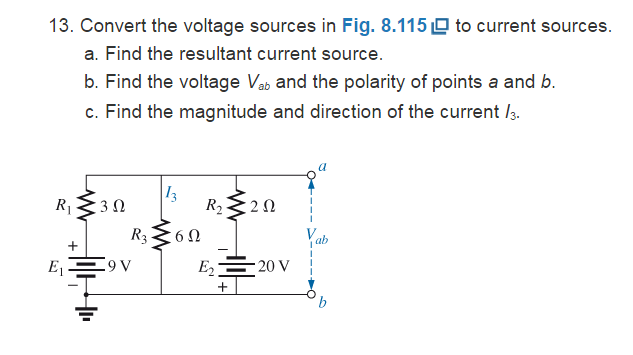 13. Convert the voltage sources in Fig. 8.115 to current sources.
a. Find the resultant current source.
b. Find the voltage Vab and the polarity of points a and b.
c. Find the magnitude and direction of the current I3.
a
I3
R1 3 Ω
R2 2 Ω
R3 6 Ω
Vab
+
−
E1 9 V
E2 20 V
−
+
b